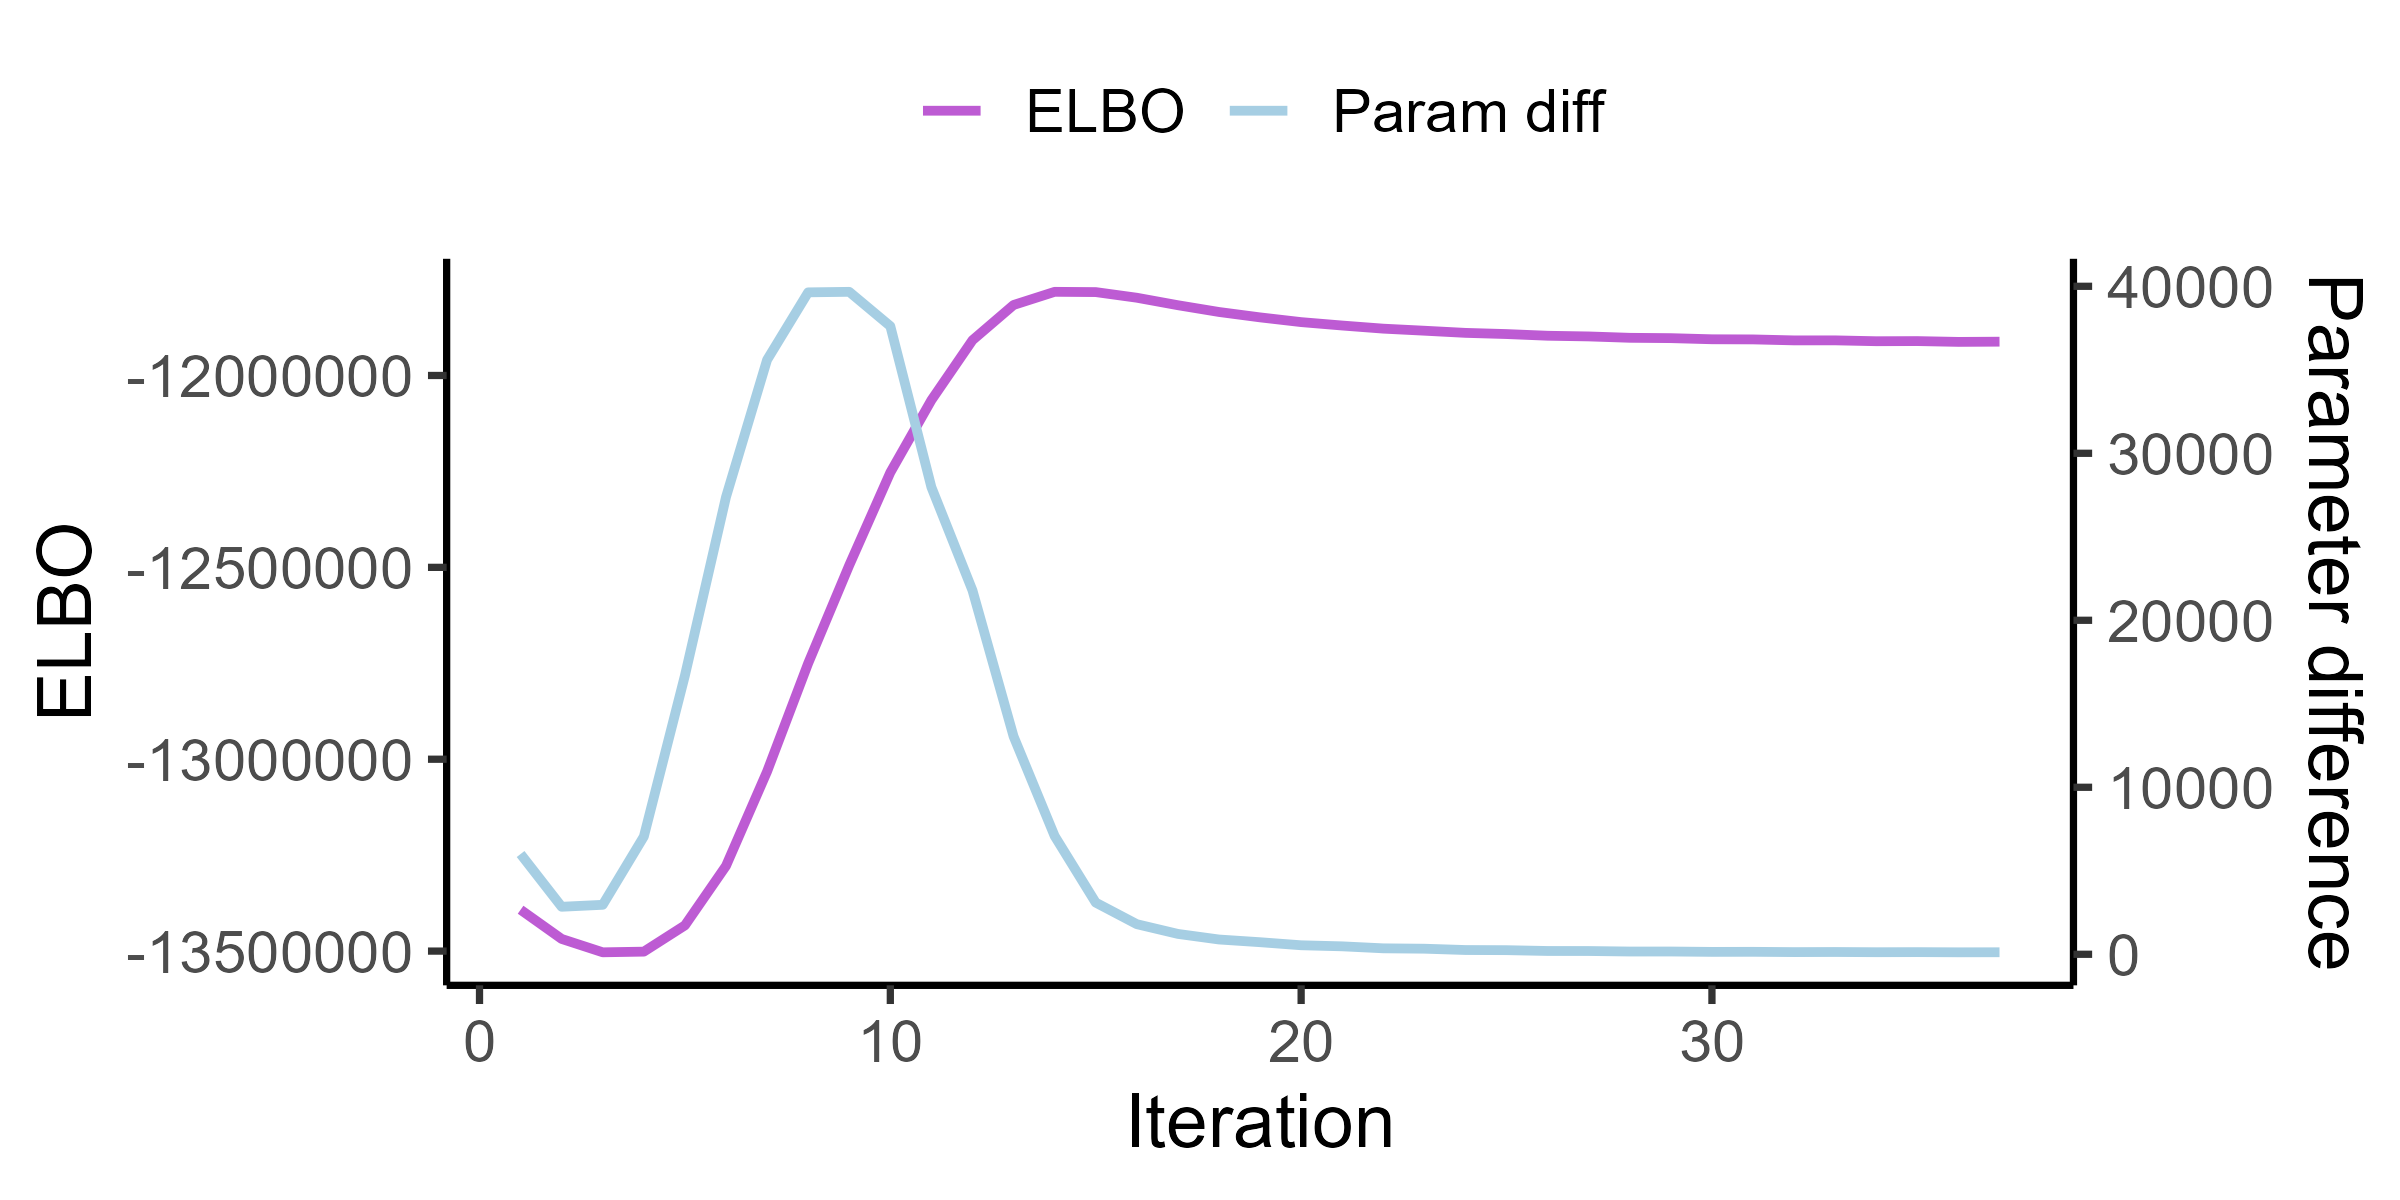 ELBO Param diff
ELBO
-12000000
-12500000
-13000000
-13500000
40000
30000
20000
10000
0
Parameter difference
0 10 20 30
Iteration